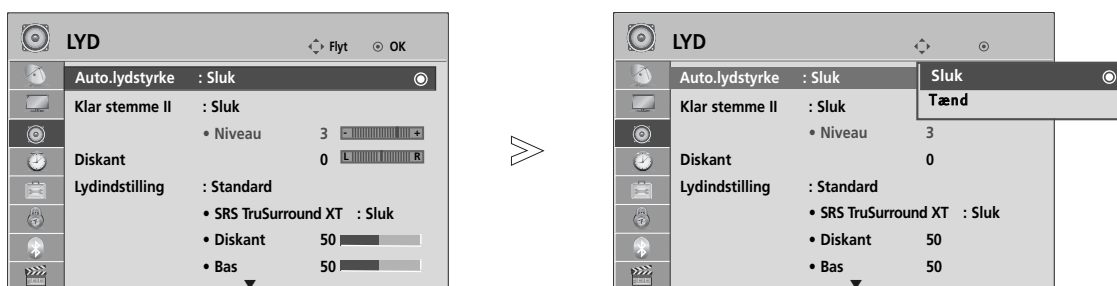 LYD
Flyt OK
Auto.lydstyrke : Sluk
Klar stemme II : Sluk
• Niveau 3 - +
Diskant 0 L R
Lydindstilling : Standard
• SRS TruSurround XT : Sluk
• Diskant 50
• Bas 50
LYD
Auto.lydstyrke : Sluk
Sluk
Tænd
Klar stemme II : Sluk
• Niveau 3
Diskant 0
Lydindstilling : Standard
• SRS TruSurround XT : Sluk
• Diskant 50
• Bas 50